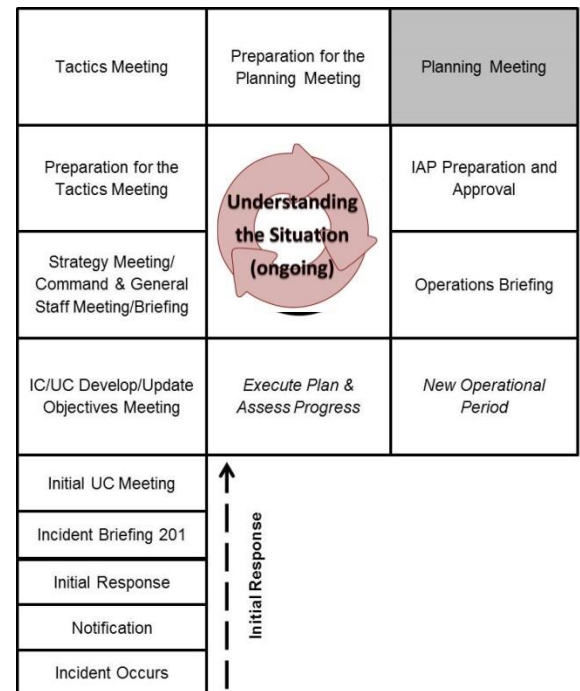 Tactics Meeting
Preparation for the
Planning Meeting
Planning Meeting
Preparation for the
Tactics Meeting
Understanding
the Situation
(ongoing)
IAP Preparation and
Approval
Strategy Meeting/
Command & General
Staff Meeting/Briefing
Operations Briefing
IC/UC Develop/Update
Objectives Meeting
Execute Plan &
Assess Progress
New Operational
Period
Initial UC Meeting
Incident Briefing 201
Initial Response
Notification
Incident Occurs
Initial Response